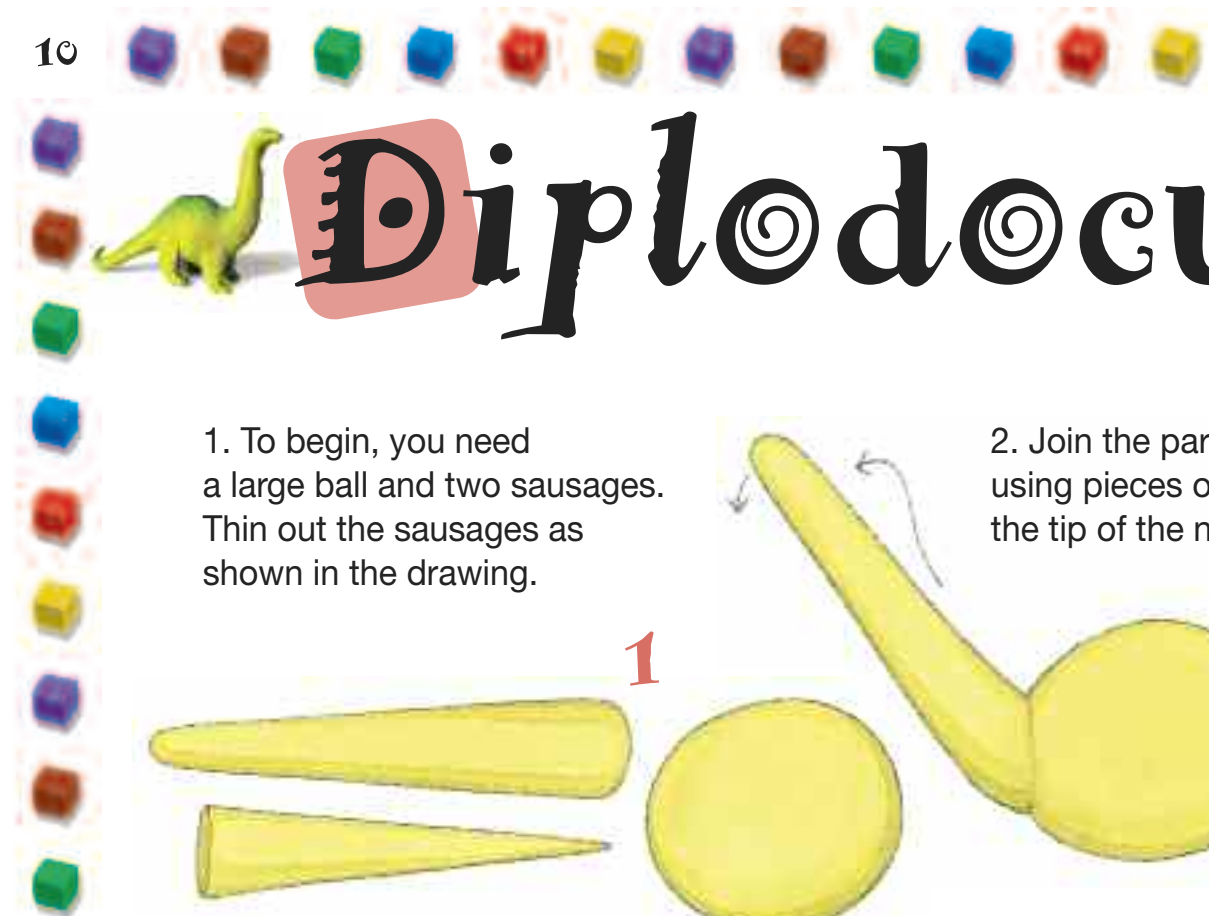 10
Diplodocu
1. To begin, you need
a large ball and two sausages.
Thin out the sausages as
shown in the drawing.
2. Join the par
using pieces o
the tip of the n
1